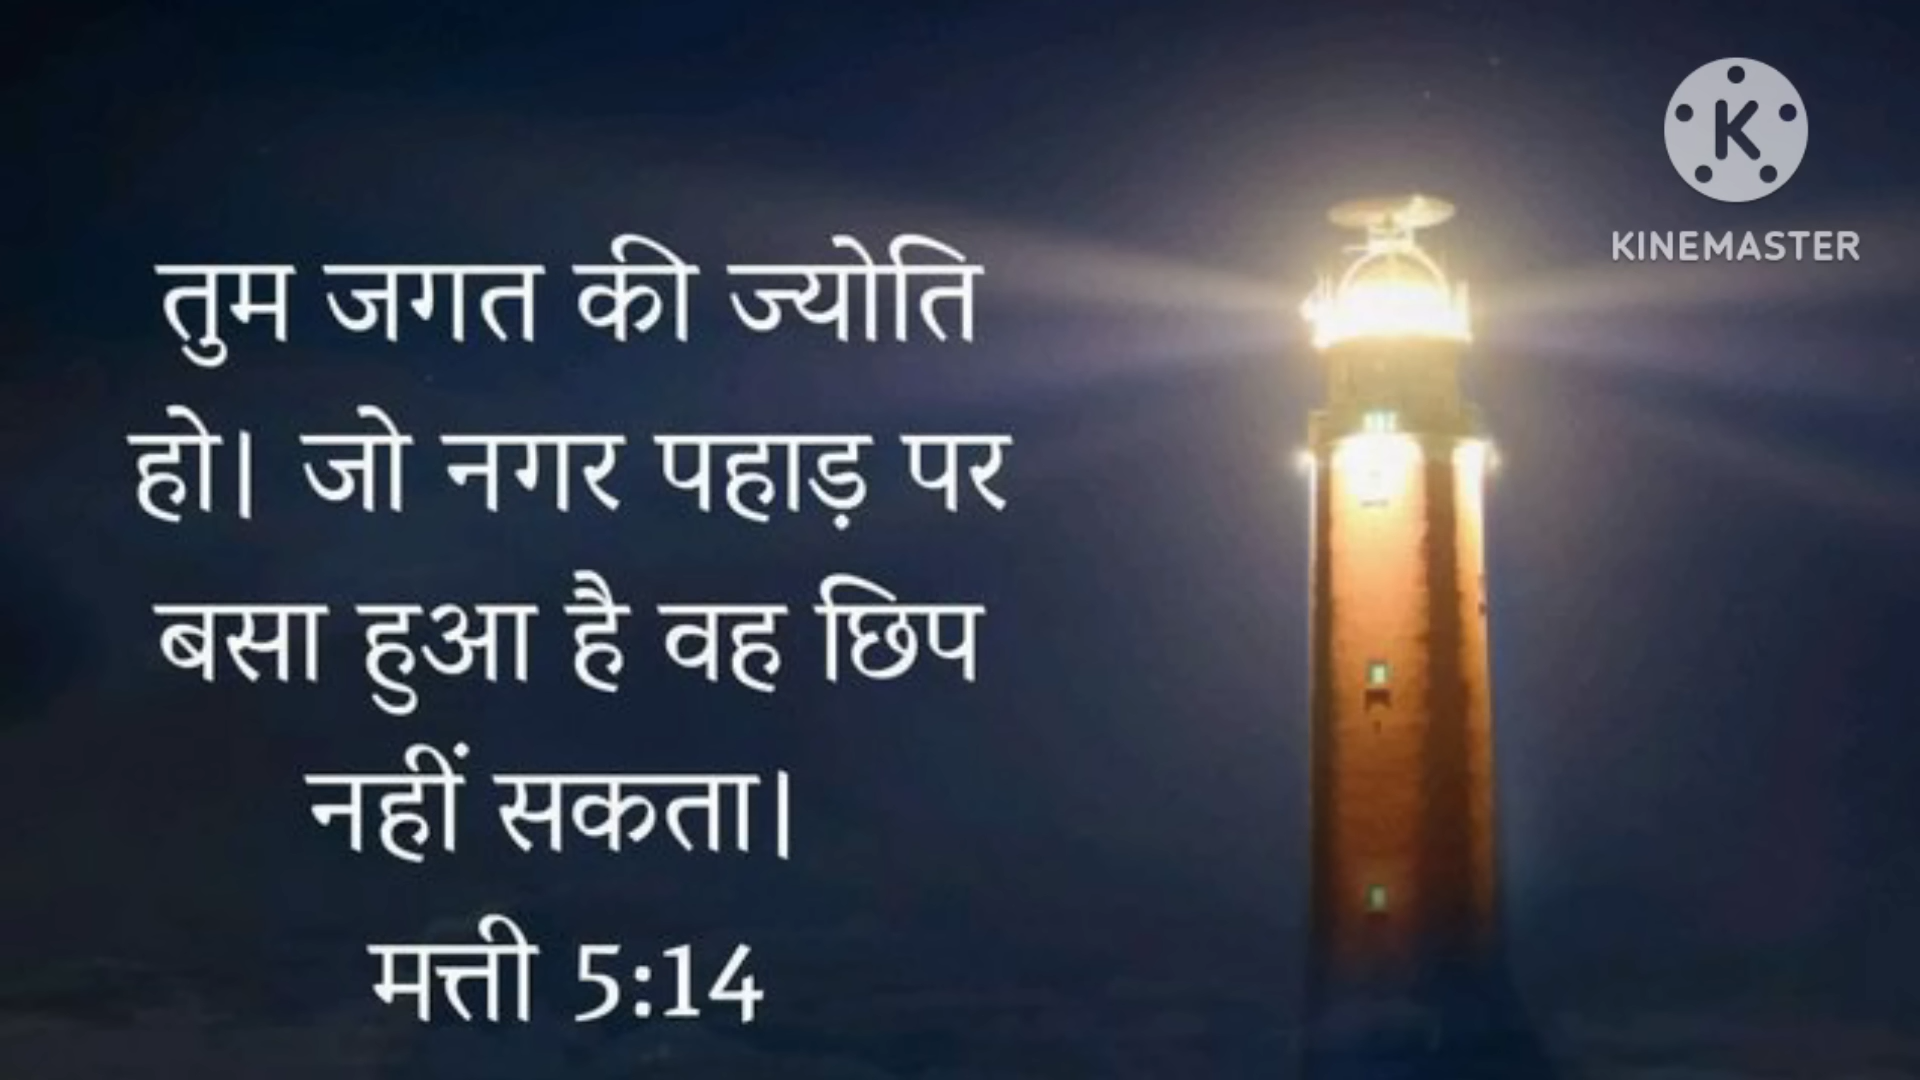 तुम जगत की ज्योति
हो। जो नगर पहाड़ पर
बसा हुआ है वह छिप
नहीं सकता।
मत्ती 5:14
K
KINEMASTER